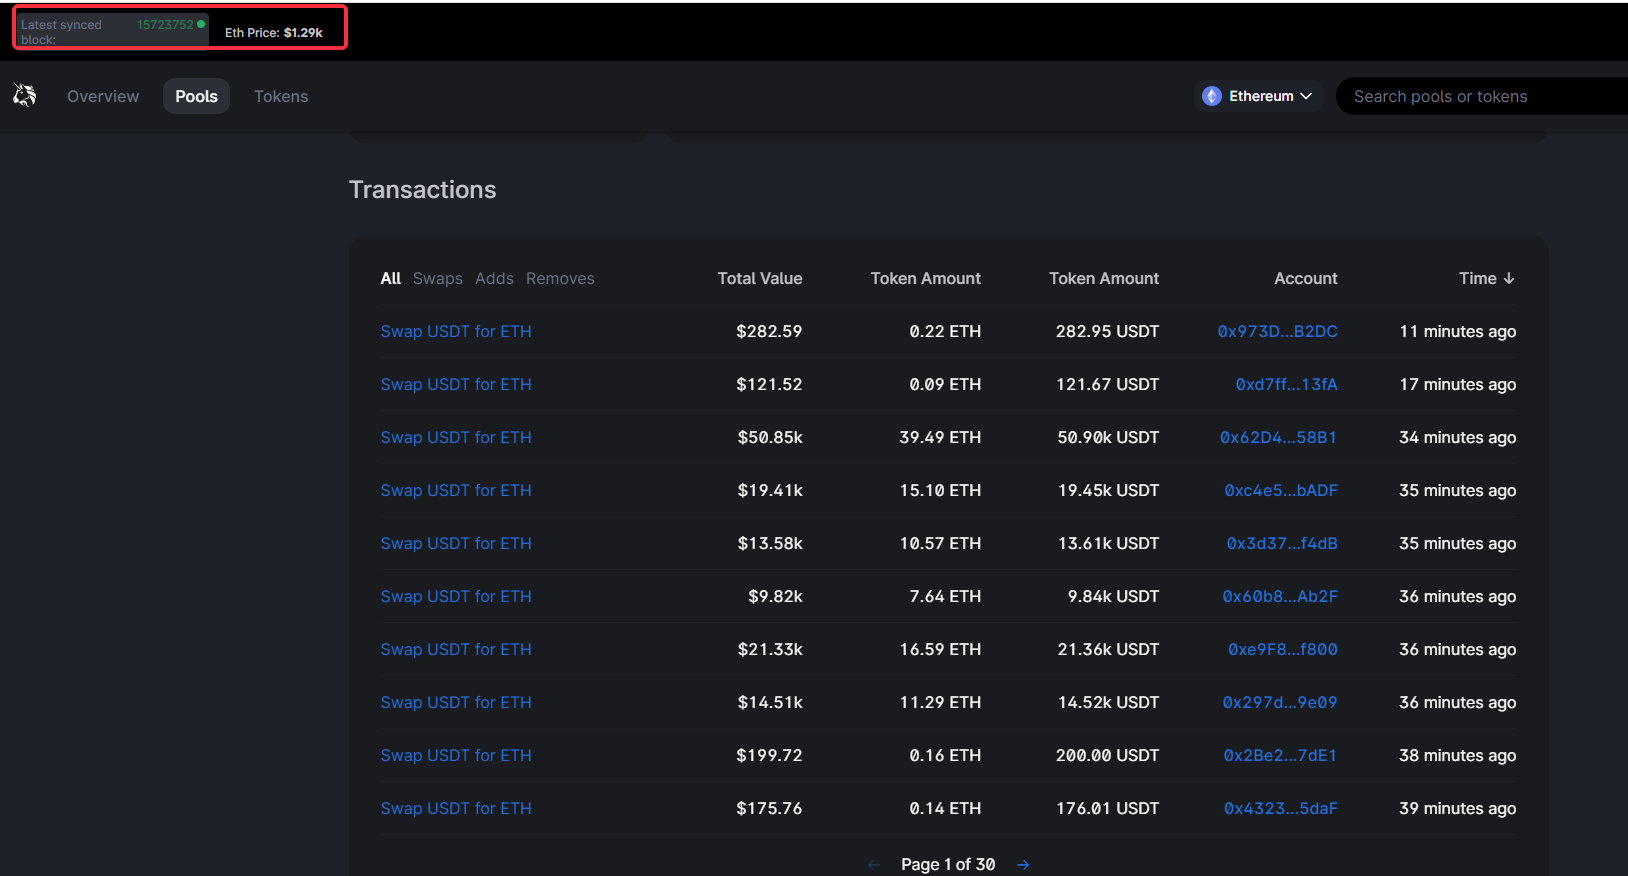 Latest synced block: 15723752
Eth Price: $1.29k
Overview Pools Tokens Ethereum Search pools or tokens
Transactions
All Swaps Adds Removes Total Value Token Amount Token Amount Account Time ↓
Swap USDT for ETH $282.59 0.22 ETH 282.95 USDT 0x973D...B2DC 11 minutes ago
Swap USDT for ETH $121.52 0.09 ETH 121.67 USDT 0xd7ff...13fA 17 minutes ago
Swap USDT for ETH $50.85k 39.49 ETH 50.90k USDT 0x62D4...58B1 34 minutes ago
Swap USDT for ETH $19.41k 15.10 ETH 19.45k USDT 0xc4e5...bADF 35 minutes ago
Swap USDT for ETH $13.58k 10.57 ETH 13.61k USDT 0x3d37...f4dB 35 minutes ago
Swap USDT for ETH $9.82k 7.64 ETH 9.84k USDT 0x60b8...Ab2F 36 minutes ago
Swap USDT for ETH $21.33k 16.59 ETH 21.36k USDT 0xe9F8...f800 36 minutes ago
Swap USDT for ETH $14.51k 11.29 ETH 14.52k USDT 0x297d...9e09 36 minutes ago
Swap USDT for ETH $199.72 0.16 ETH 200.00 USDT 0x2Be2...7dE1 38 minutes ago
Swap USDT for ETH $175.76 0.14 ETH 176.01 USDT 0x4323...5daF 39 minutes ago
← Page 1 of 30 →